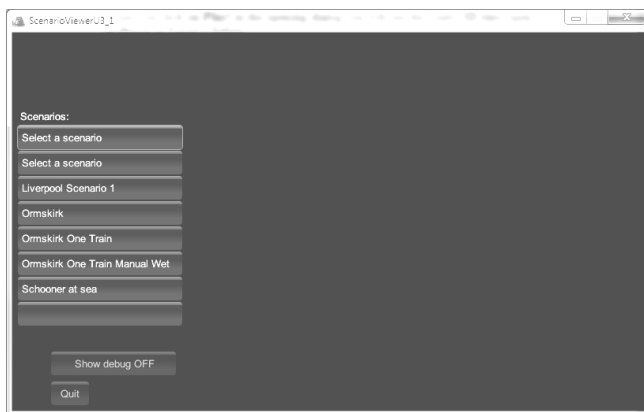 ScenarioViewerU3_1
Scenarios:
Select a scenario
Select a scenario
Liverpool Scenario 1
Ormskirk
Ormskirk One Train
Ormskirk One Train Manual Wet
Schooner at sea
Show debug OFF
Quit